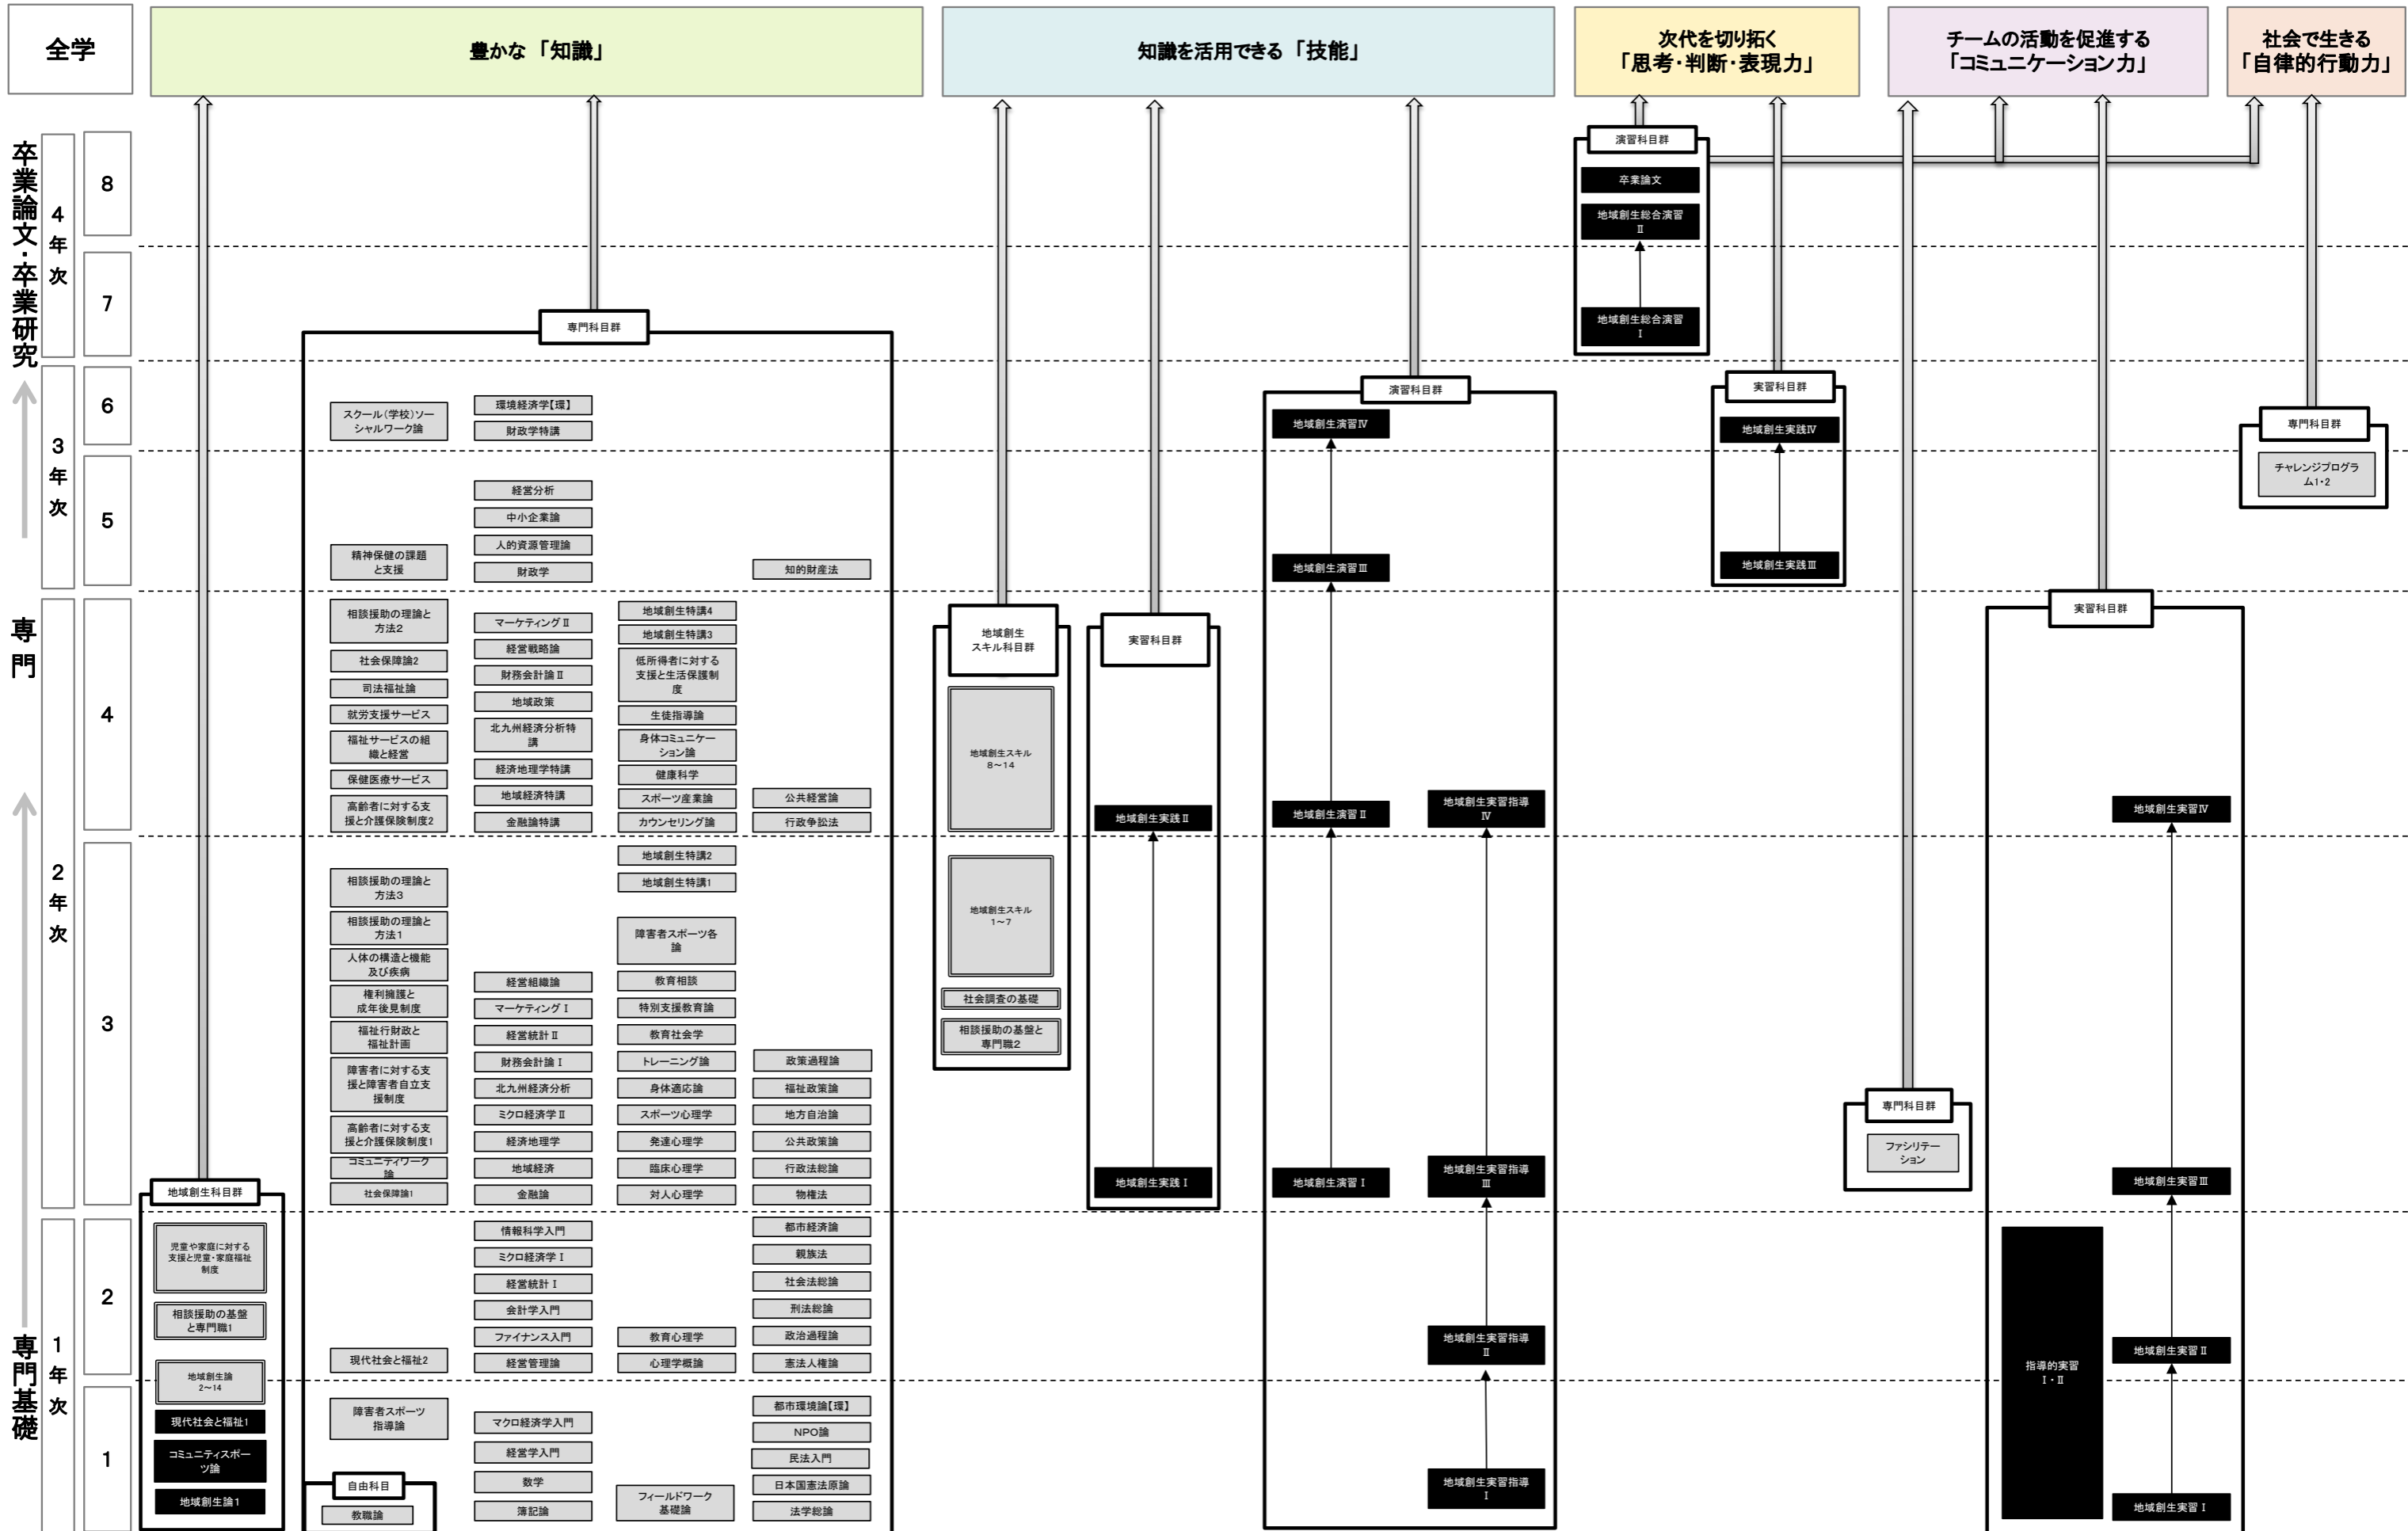 全学
豊かな「知識」
知識を活用できる「技能」
次代を切り拓く
「思考・判断・表現力」
チームの活動を促進する
「コミュニケーション力」
社会で生きる
「自律的行動力」
卒業論文・卒業研究
専門
専門基礎
4年次
3年次
2年次
1年次
8
7
6
5
4
3
2
1
地域創生科目群
児童や家庭に対する
支援と児童・家庭福祉
制度
相談援助の基盤
と専門職1
地域創生論
2～14
現代社会と福祉1
コミュニティスポー
ツ論
地域創生論1
専門科目群
スクール(学校)ソー
シャルワーク論
精神保健の課題
と支援
相談援助の理論と
方法2
社会保障論2
司法福祉論
就労支援サービス
福祉サービスの組
織と経営
保健医療サービス
高齢者に対する支
援と介護保険制度2
相談援助の理論と
方法3
相談援助の理論と
方法1
人体の構造と機能
及び疾病
権利擁護と
成年後見制度
福祉行財政と
福祉計画
障害者に対する支
援と障害者自立支
援制度
高齢者に対する支
援と介護保険制度1
コミュニティワーク
論
社会保障論1
現代社会と福祉2
障害者スポーツ
指導論
自由科目
教職論
環境経済学【環】
財政学特講
経営分析
中小企業論
人的資源管理論
財政学
マーケティングⅡ
経営戦略論
財務会計論Ⅱ
地域政策
北九州経済分析特
講
経済地理学特講
地域経済特講
金融論特講
経営組織論
マーケティングⅠ
経営統計Ⅱ
財務会計論Ⅰ
北九州経済分析
ミクロ経済学Ⅱ
経済地理学
地域経済
金融論
情報科学入門
ミクロ経済学Ⅰ
経営統計Ⅰ
会計学入門
ファイナンス入門
経営管理論
マクロ経済学入門
経営学入門
数学
簿記論
地域創生特講4
地域創生特講3
低所得者に対する
支援と生活保護制
度
生徒指導論
身体コミュニケー
ション論
健康科学
スポーツ産業論
カウンセリング論
地域創生特講2
地域創生特講1
障害者スポーツ各
論
教育相談
特別支援教育論
教育社会学
トレーニング論
身体適応論
スポーツ心理学
発達心理学
臨床心理学
対人心理学
教育心理学
心理学概論
フィールドワーク
基礎論
知的財産法
公共経営論
行政争訟法
政策過程論
福祉政策論
地方自治論
公共政策論
行政法総論
物権法
都市経済論
親族法
社会法総論
刑法総論
政治過程論
憲法人権論
都市環境論【環】
NPO論
民法入門
日本国憲法原論
法学総論
地域創生
スキル科目群
地域創生スキル
8～14
地域創生スキル
1～7
社会調査の基礎
相談援助の基盤と
専門職2
実習科目群
地域創生実践Ⅱ
地域創生実践Ⅰ
演習科目群
地域創生演習Ⅳ
地域創生演習Ⅲ
地域創生演習Ⅱ
地域創生演習Ⅰ
地域創生実習指導
Ⅳ
地域創生実習指導
Ⅲ
地域創生実習指導
Ⅱ
地域創生実習指導
Ⅰ
演習科目群
卒業論文
地域創生総合演習
Ⅱ
地域創生総合演習
Ⅰ
実習科目群
地域創生実践Ⅳ
地域創生実践Ⅲ
専門科目群
ファシリテー
ション
実習科目群
地域創生実習Ⅳ
地域創生実習Ⅲ
地域創生実習Ⅱ
地域創生実習Ⅰ
指導的実習
Ⅰ・Ⅱ
専門科目群
チャレンジプログラ
ム1・2